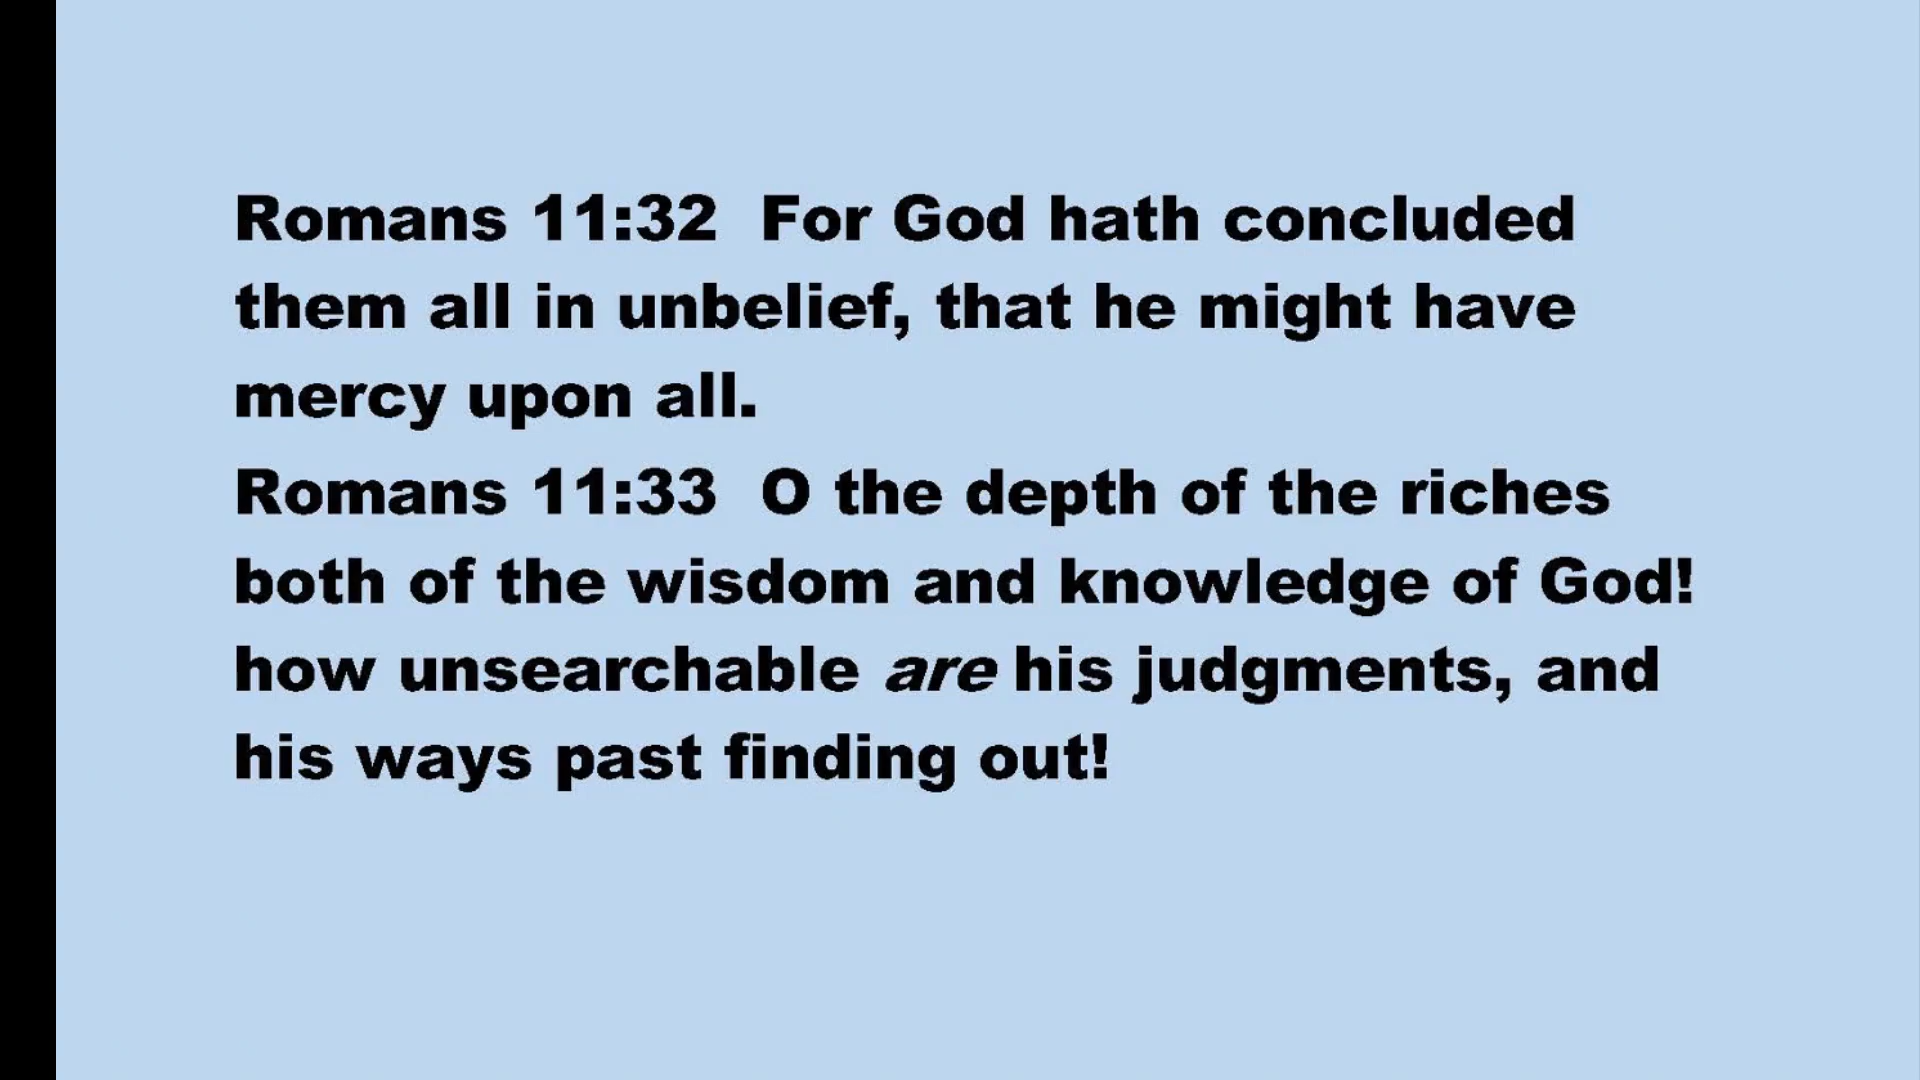 Romans 11:32  For God hath concluded
them all in unbelief, that he might have
mercy upon all.
Romans 11:33  O the depth of the riches
both of the wisdom and knowledge of God!
how unsearchable are his judgments, and
his ways past finding out!